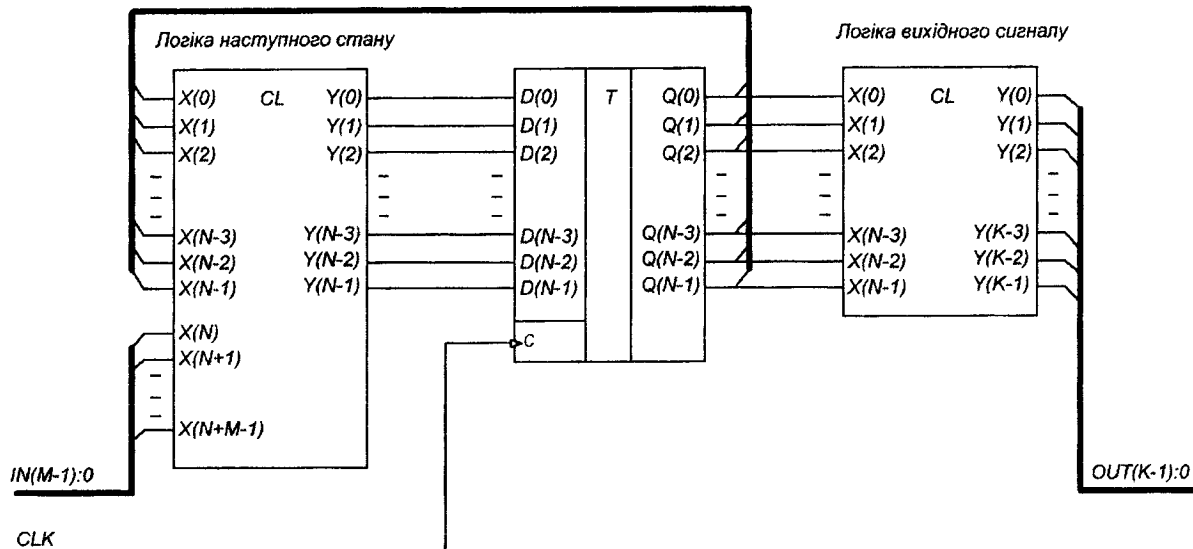 Логіка наступного стану
Логіка вихідного сигналу
X(0) CL Y(0)
X(1) Y(1)
X(2) Y(2)
X(N-3) Y(N-3)
X(N-2) Y(N-2)
X(N-1) Y(N-1)
X(N)
X(N+1)
X(N+M-1)
D(0) T Q(0)
D(1) Q(1)
D(2) Q(2)
D(N-3) Q(N-3)
D(N-2) Q(N-2)
D(N-1) Q(N-1)
C
X(0) CL Y(0)
X(1) Y(1)
X(2) Y(2)
X(N-3) Y(K-3)
X(N-2) Y(K-2)
X(N-1) Y(K-1)
IN(M-1):0
OUT(K-1):0
CLK